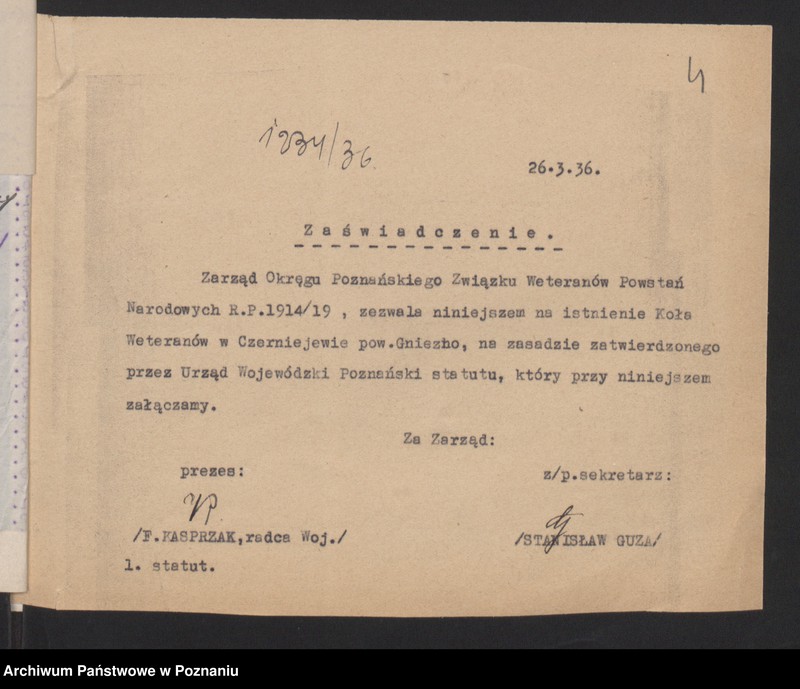 4
1234/36.
26.3.36.
Zaświadczenie.
Zarząd Okręgu Poznańskiego Związku Weteranów Powstań
Narodowych R.P.1914/19 , zezwala niniejszem na istnienie Koła
Weteranów w Czerniejewie pow.Gniezno, na zasadzie zatwierdzonego
przez Urząd Wojewódzki Poznański statutu, który przy niniejszem
załączamy.
Za Zarząd:
prezes: z/p.sekretarz:
/F.KASPRZAK,radca Woj./ /STANISŁAW GUZA/
1. statut.
Archiwum Państwowe w Poznaniu